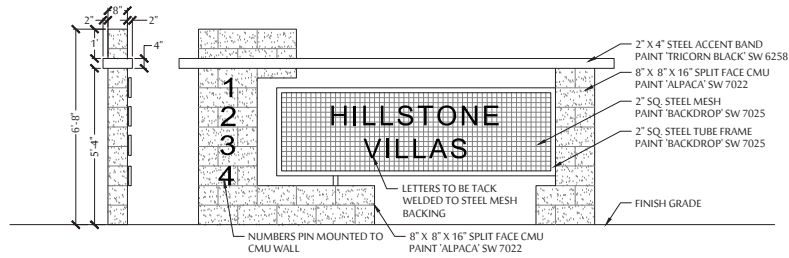 8"
2"
2"
1'
4"
6'-8"
5'-4"
1
2
3
4
HILLSTONE
VILLAS
2" X 4" STEEL ACCENT BAND
PAINT 'TRICORN BLACK' SW 6258
8" X 8" X 16" SPLIT FACE CMU
PAINT 'ALPACA' SW 7022
2" SQ. STEEL MESH
PAINT 'BACKDROP' SW 7025
2" SQ. STEEL TUBE FRAME
PAINT 'BACKDROP' SW 7025
LETTERS TO BE TACK
WELDED TO STEEL MESH
BACKING
FINISH GRADE
NUMBERS PIN MOUNTED TO
CMU WALL
8" X 8" X 16" SPLIT FACE CMU
PAINT 'ALPACA' SW 7022